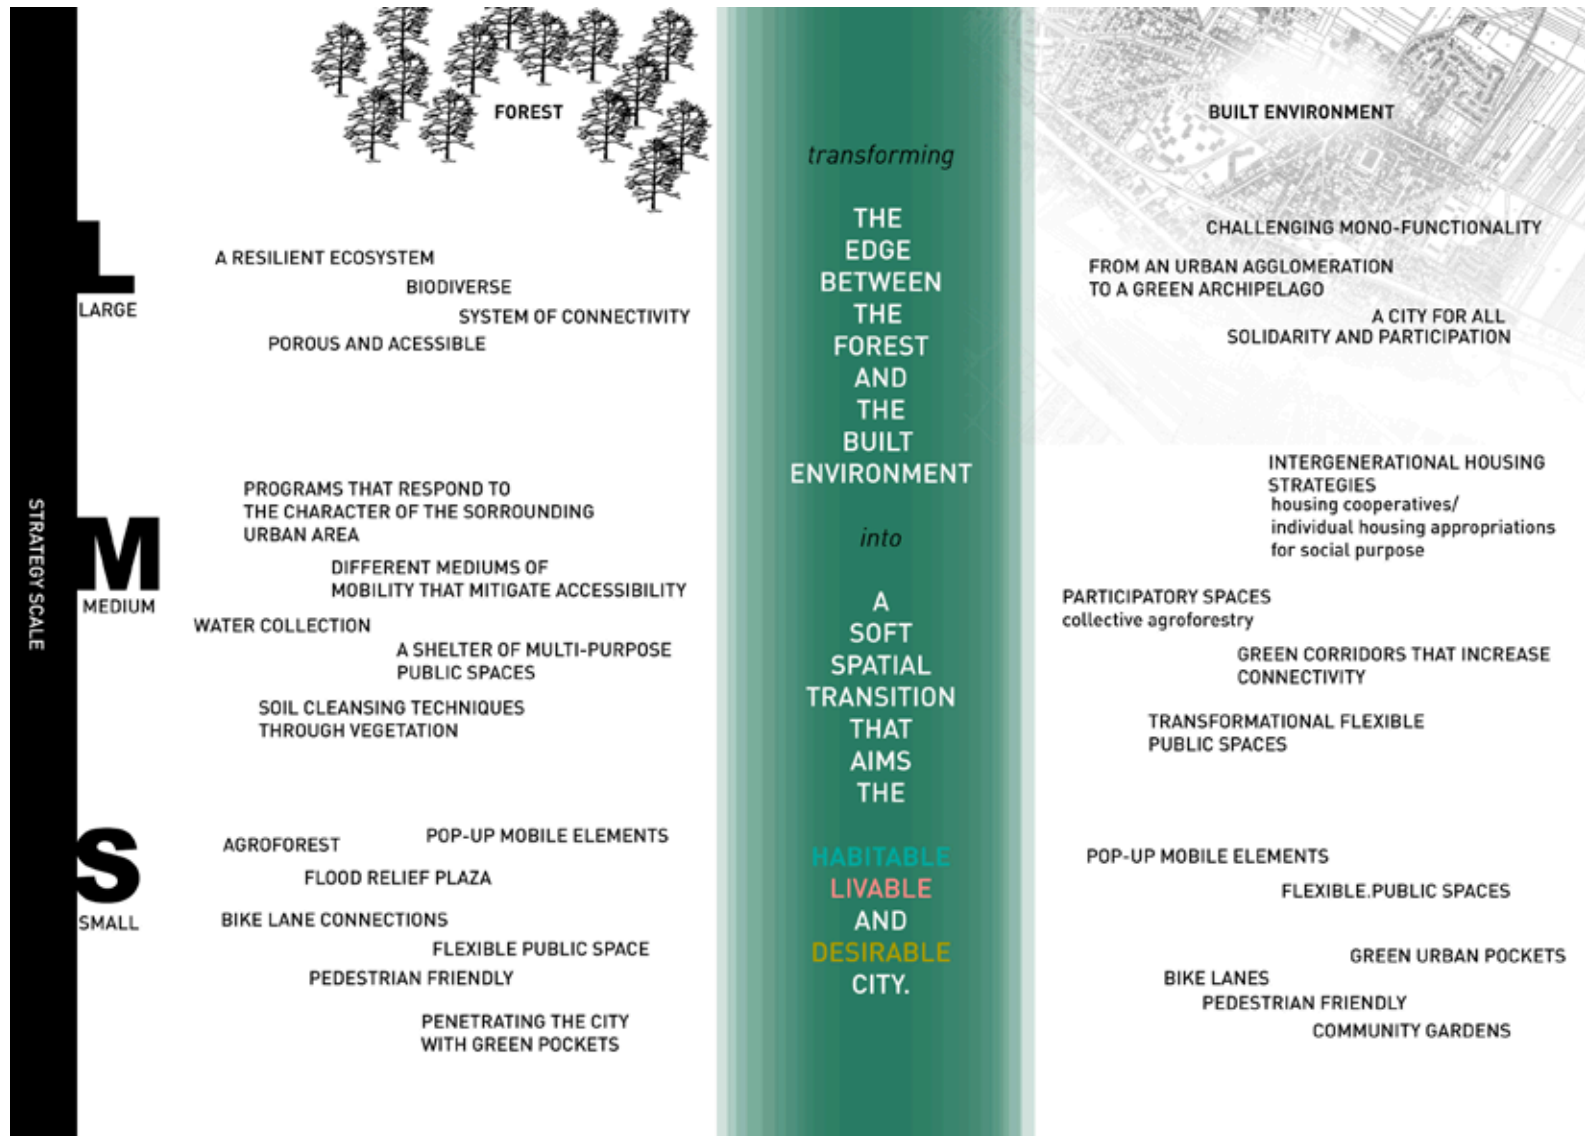 STRATEGY SCALE
FOREST
L
LARGE
A RESILIENT ECOSYSTEM
BIODIVERSE
SYSTEM OF CONNECTIVITY
POROUS AND ACESSIBLE
M
MEDIUM
PROGRAMS THAT RESPOND TO
THE CHARACTER OF THE SORROUNDING
URBAN AREA
DIFFERENT MEDIUMS OF
MOBILITY THAT MITIGATE ACCESSIBILITY
WATER COLLECTION
A SHELTER OF MULTI-PURPOSE
PUBLIC SPACES
SOIL CLEANSING TECHNIQUES
THROUGH VEGETATION
S
SMALL
AGROFOREST
POP-UP MOBILE ELEMENTS
FLOOD RELIEF PLAZA
BIKE LANE CONNECTIONS
FLEXIBLE PUBLIC SPACE
PEDESTRIAN FRIENDLY
PENETRATING THE CITY
WITH GREEN POCKETS
transforming
THE
EDGE
BETWEEN
THE
FOREST
AND
THE
BUILT
ENVIRONMENT
into
A
SOFT
SPATIAL
TRANSITION
THAT
AIMS
THE
HABITABLE
LIVABLE
AND
DESIRABLE
CITY.
BUILT ENVIRONMENT
CHALLENGING MONO-FUNCTIONALITY
FROM AN URBAN AGGLOMERATION
TO A GREEN ARCHIPELAGO
A CITY FOR ALL
SOLIDARITY AND PARTICIPATION
INTERGENERATIONAL HOUSING
STRATEGIES
housing cooperatives/
individual housing appropriations
for social purpose
PARTICIPATORY SPACES
collective agroforestry
GREEN CORRIDORS THAT INCREASE
CONNECTIVITY
TRANSFORMATIONAL FLEXIBLE
PUBLIC SPACES
POP-UP MOBILE ELEMENTS
FLEXIBLE.PUBLIC SPACES
GREEN URBAN POCKETS
BIKE LANES
PEDESTRIAN FRIENDLY
COMMUNITY GARDENS